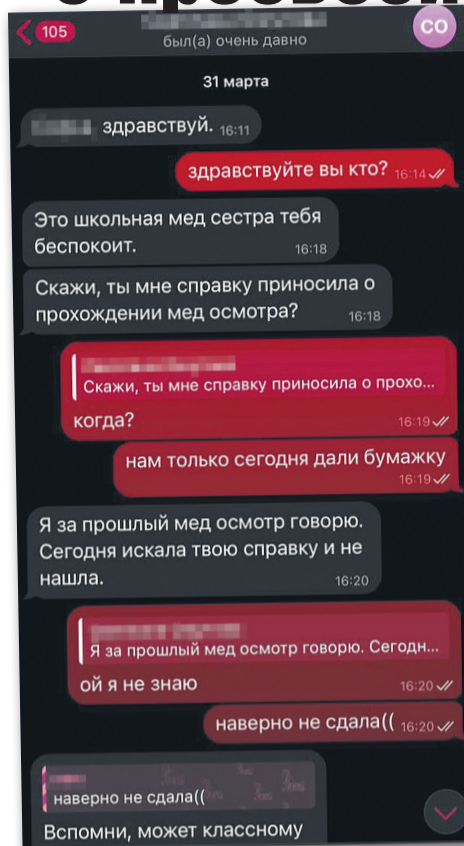 105
был(а) очень давно
СО
31 марта
здравствуй. 16:11
здравствуйте вы кто? 16:14
Это школьная мед сестра тебя
беспокоит. 16:18
Скажи, ты мне справку приносила о
прохождении мед осмотра? 16:18
Скажи, ты мне справку приносила о прохо...
когда? 16:19
нам только сегодня дали бумажку
16:19
Я за прошлый мед осмотр говорю.
Сегодня искала твою справку и не
нашла. 16:20
Я за прошлый мед осмотр говорю. Сегодн...
ой я не знаю 16:20
наверно не сдала(( 16:20
наверно не сдала((
Вспомни, может классному